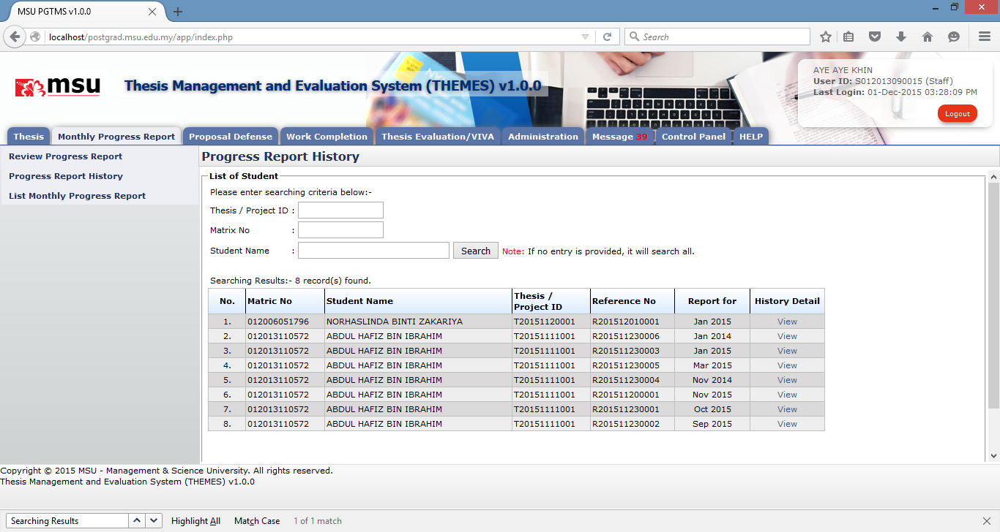 MSU PGTMS v1.0.0
localhost/postgrad.msu.edu.my/app/index.php
Search
msu
Thesis Management and Evaluation System (THEMES) v1.0.0
AYE AYE KHIN
User ID: S012013090015 (Staff)
Last Login: 01-Dec-2015 03:28:09 PM
Logout
Thesis Monthly Progress Report Proposal Defense Work Completion Thesis Evaluation/VIVA Administration Message 39 Control Panel HELP
Review Progress Report
Progress Report History
List Monthly Progress Report
Progress Report History
List of Student
Please enter searching criteria below:-
Thesis / Project ID :
Matrix No :
Student Name : Search Note: If no entry is provided, it will search all.
Searching Results:- 8 record(s) found.
No. Matric No Student Name Thesis / Project ID Reference No Report for History Detail
1. 012006051796 NORHASLINDA BINTI ZAKARIYA T20151120001 R201512010001 Jan 2015 View
2. 012013110572 ABDUL HAFIZ BIN IBRAHIM T20151111001 R201511230006 Jan 2014 View
3. 012013110572 ABDUL HAFIZ BIN IBRAHIM T20151111001 R201511230003 Jan 2015 View
4. 012013110572 ABDUL HAFIZ BIN IBRAHIM T20151111001 R201511230005 Mar 2015 View
5. 012013110572 ABDUL HAFIZ BIN IBRAHIM T20151111001 R201511230004 Nov 2014 View
6. 012013110572 ABDUL HAFIZ BIN IBRAHIM T20151111001 R201511200001 Nov 2015 View
7. 012013110572 ABDUL HAFIZ BIN IBRAHIM T20151111001 R201511230001 Oct 2015 View
8. 012013110572 ABDUL HAFIZ BIN IBRAHIM T20151111001 R201511230002 Sep 2015 View
Copyright © 2015 MSU - Management & Science University. All rights reserved.
Thesis Management and Evaluation System (THEMES) v1.0.0
Searching Results Highlight All Match Case 1 of 1 match